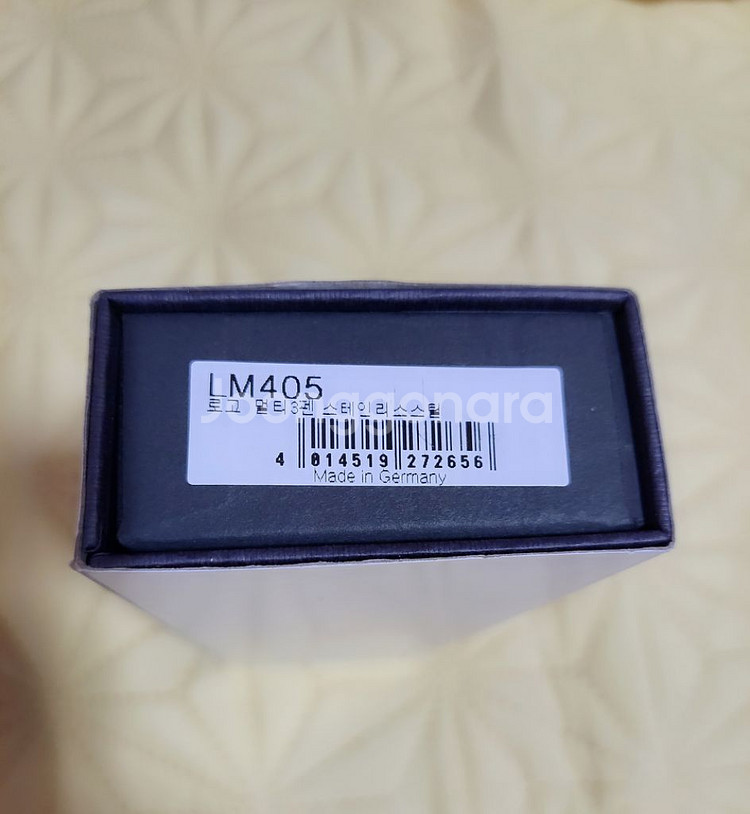 LM405
로고 멀티3펜 스테인리스스틸
Joonggonara
4 014519 272656
Made in Germany